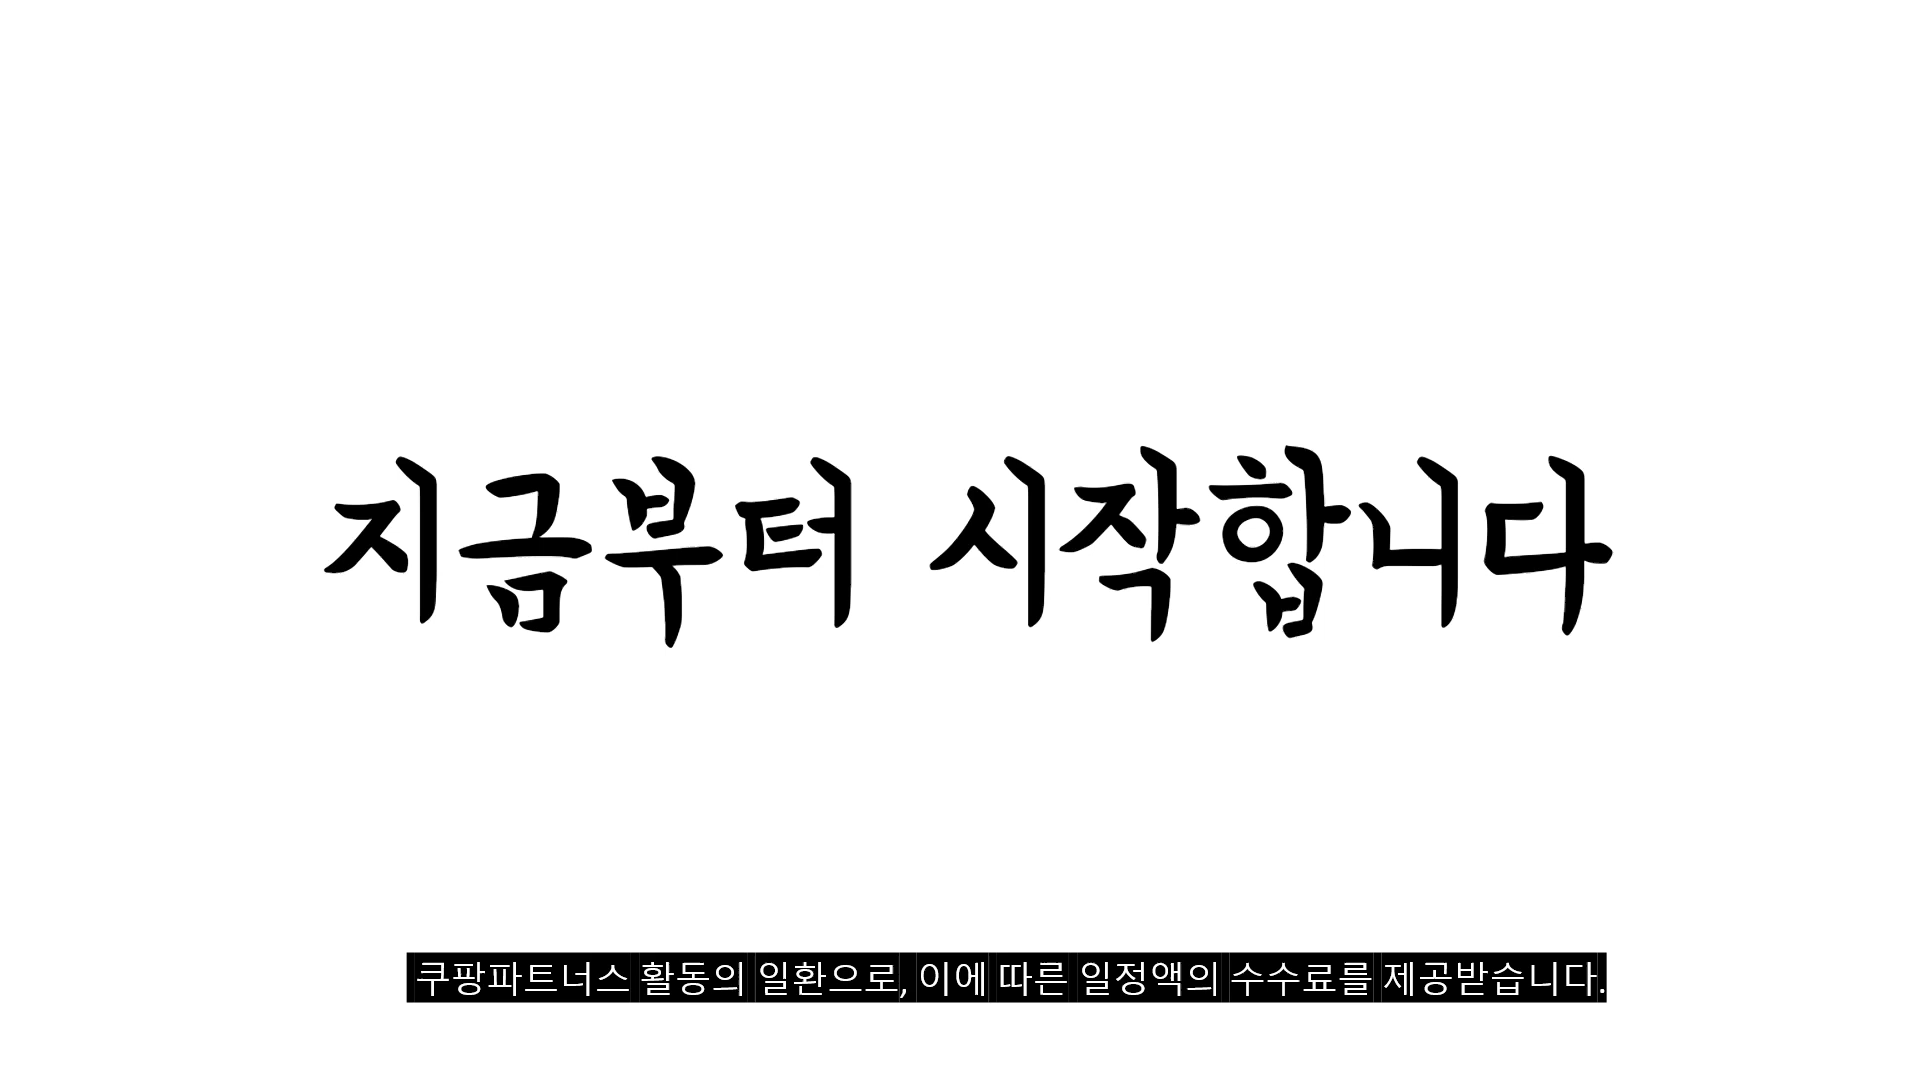 지금부터 시작합니다
쿠팡파트너스 활동의 일환으로, 이에 따른 일정액의 수수료를 제공받습니다.